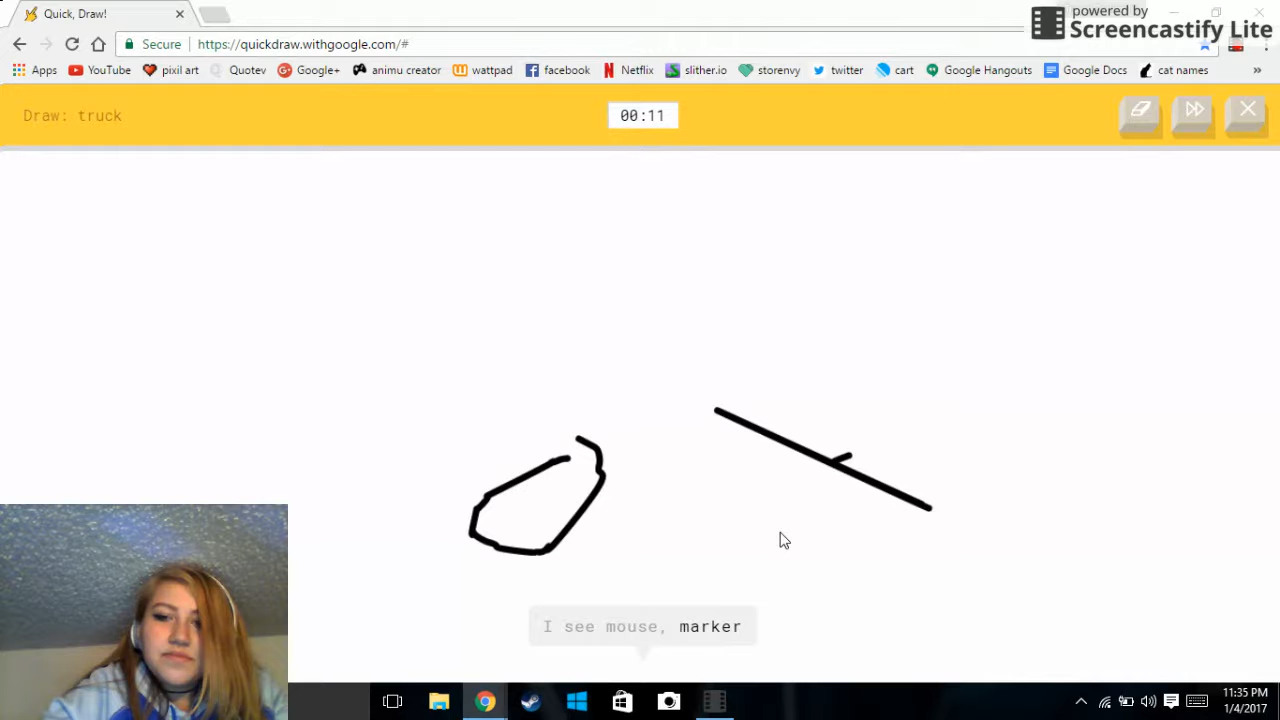 Quick, Draw!
powered by
Screencastify Lite
Secure
https://quickdraw.withgoogle.com/#
Apps YouTube pixil art Quotev Google+ animu creator wattpad facebook Netflix slither.io storenvy twitter cart Google Hangouts Google Docs cat names »
Draw: truck
00:11
I see mouse, marker
11:35 PM
1/4/2017